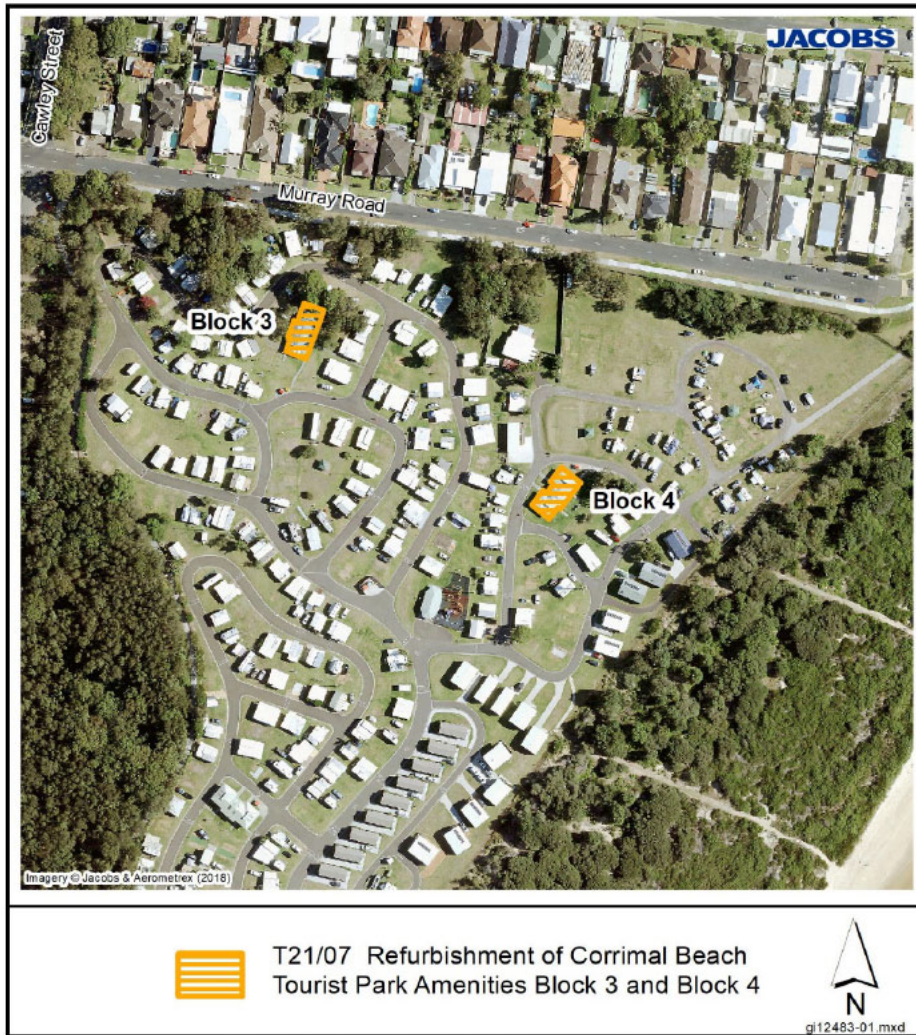 JACOBS
Cawley Street
Murray Road
Block 3
Block 4
Imagery © Jacobs & Aerometrex (2018)
T21/07 Refurbishment of Corrimal Beach
Tourist Park Amenities Block 3 and Block 4
N
gi12483-01.mxd